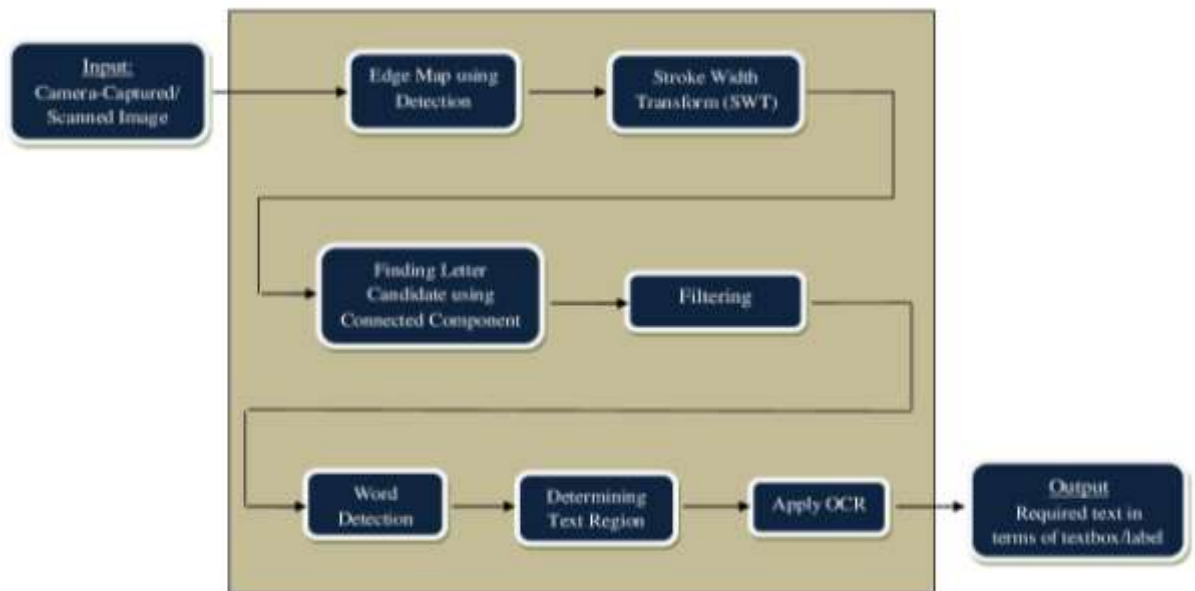 Input:
Camera-Captured/
Scanned Image
Edge Map using
Detection
Stroke Width
Transform (SWT)
Finding Letter
Candidate using
Connected Component
Filtering
Word
Detection
Determining
Text Region
Apply OCR
Output
Required text in
terms of textbox/label